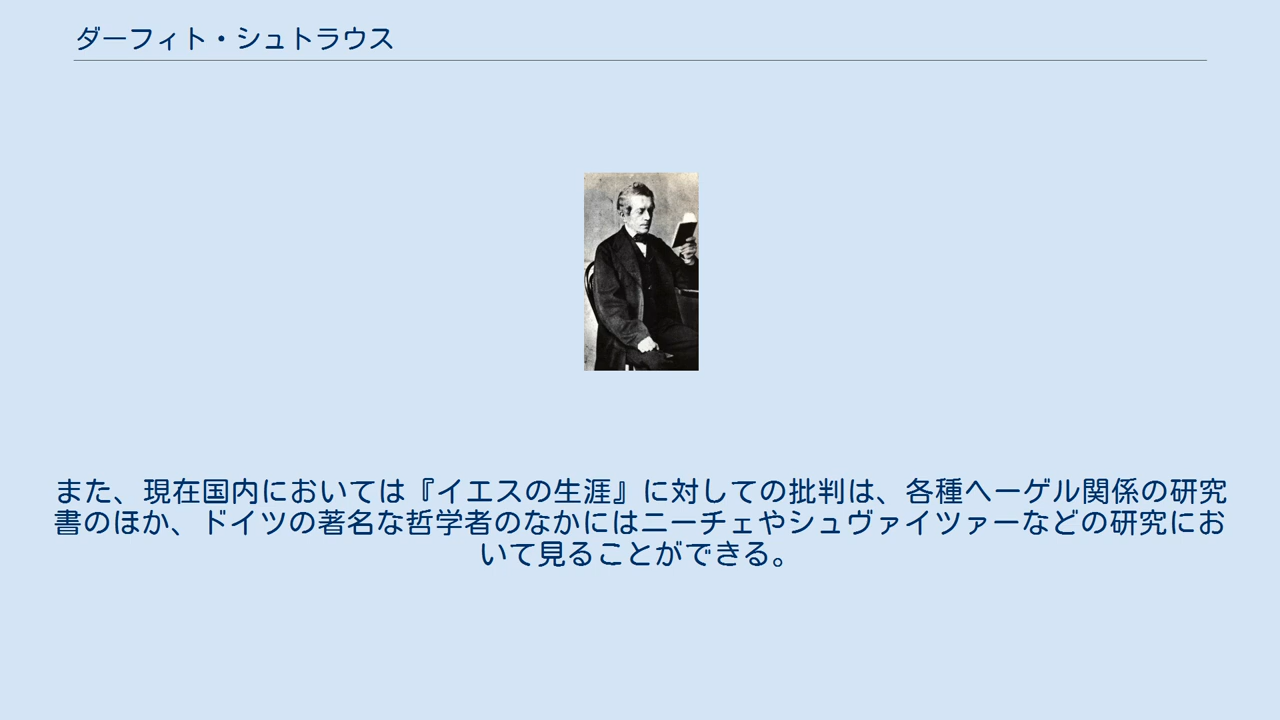 ダーフィト・シュトラウス
また、現在国内においては『イエスの生涯』に対しての批判は、各種ヘーゲル関係の研究
書のほか、ドイツの著名な哲学者のなかにはニーチェやシュヴァイツァーなどの研究にお
いて見ることができる。